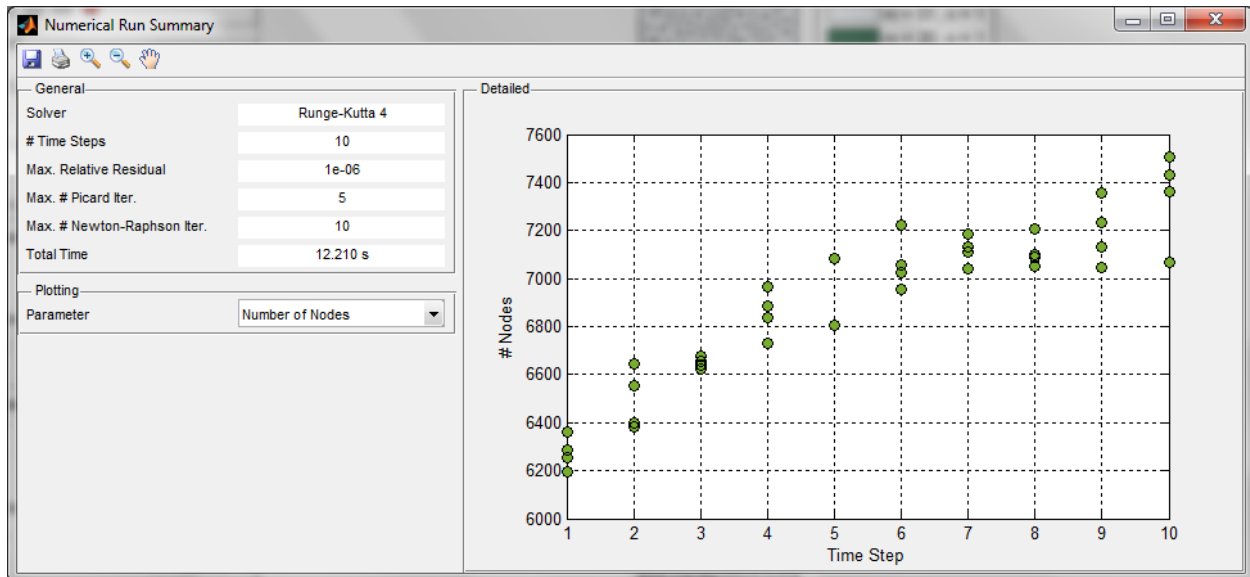 Numerical Run Summary
General
Solver Runge-Kutta 4
# Time Steps 10
Max. Relative Residual 1e-06
Max. # Picard Iter. 5
Max. # Newton-Raphson Iter. 10
Total Time 12.210 s
Plotting
Parameter Number of Nodes
Detailed
# Nodes
7600
7400
7200
7000
6800
6600
6400
6200
6000
1 2 3 4 5 6 7 8 9 10
Time Step